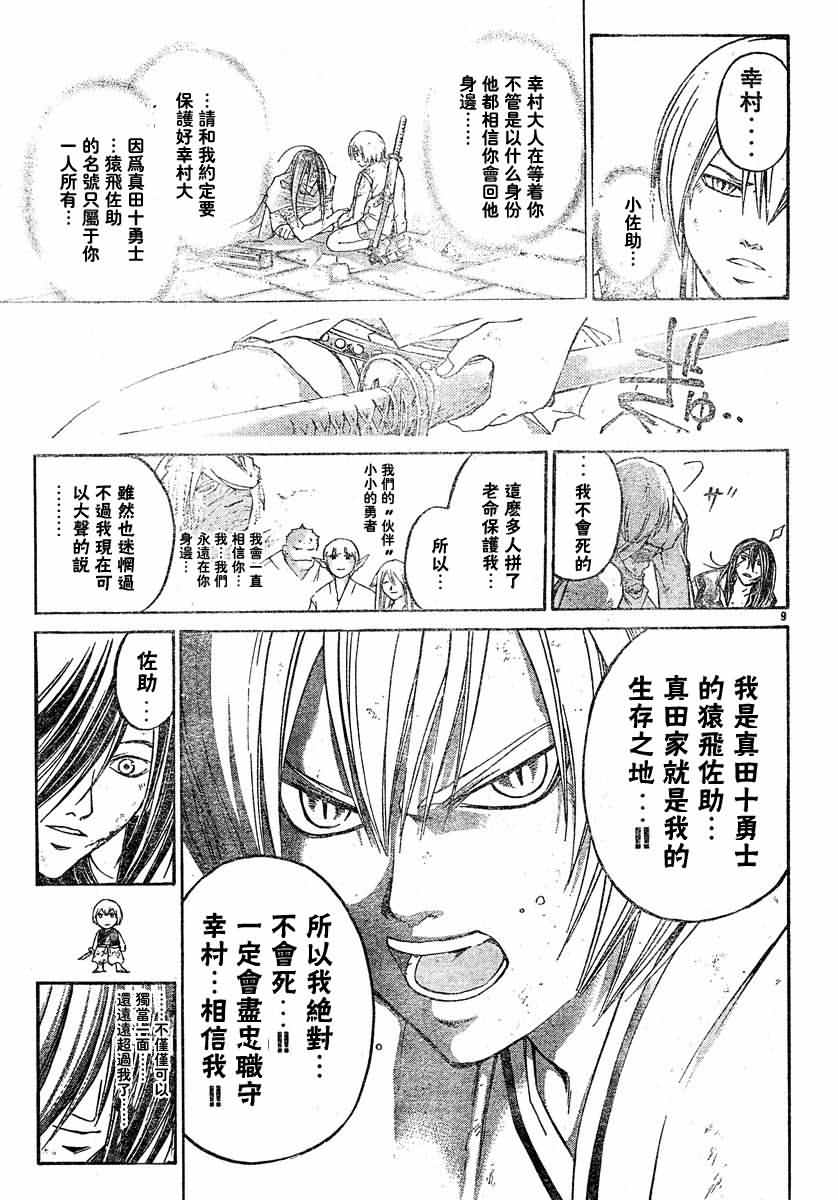 幸村‥‥
小佐助…
幸村大人在等着你
不管是以什么身份
他都相信你會回他
身邊……
…請和我約定要
保護好幸村大
因爲真田十勇士
…猿飛佐助
的名號只屬于你
一人所有…
ぎゅ‥
…我不會死的
這麽多人拼了
老命保護我…
所以…
我們的“伙伴”
小小的勇者
我會一直
相信你…
我…我們
永遠在你
身邊…
雖然也迷惘過
不過我現在可
以大聲的説
………
9
我是真田十勇士
的猿飛佐助…
真田家就是我的
生存之地…!!
所以我絶對…
不會死…!!
一定會盡忠職守
幸村…相信我!!
佐助…
……不僅僅可以
獨當一面……
還遠遠超過我了……